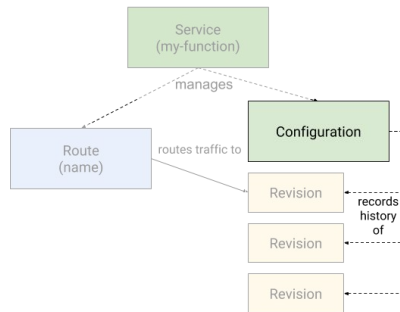 Service
(my-function)
manages
Configuration
Route
(name)
routes traffic to
Revision
records
history
of
Revision
Revision